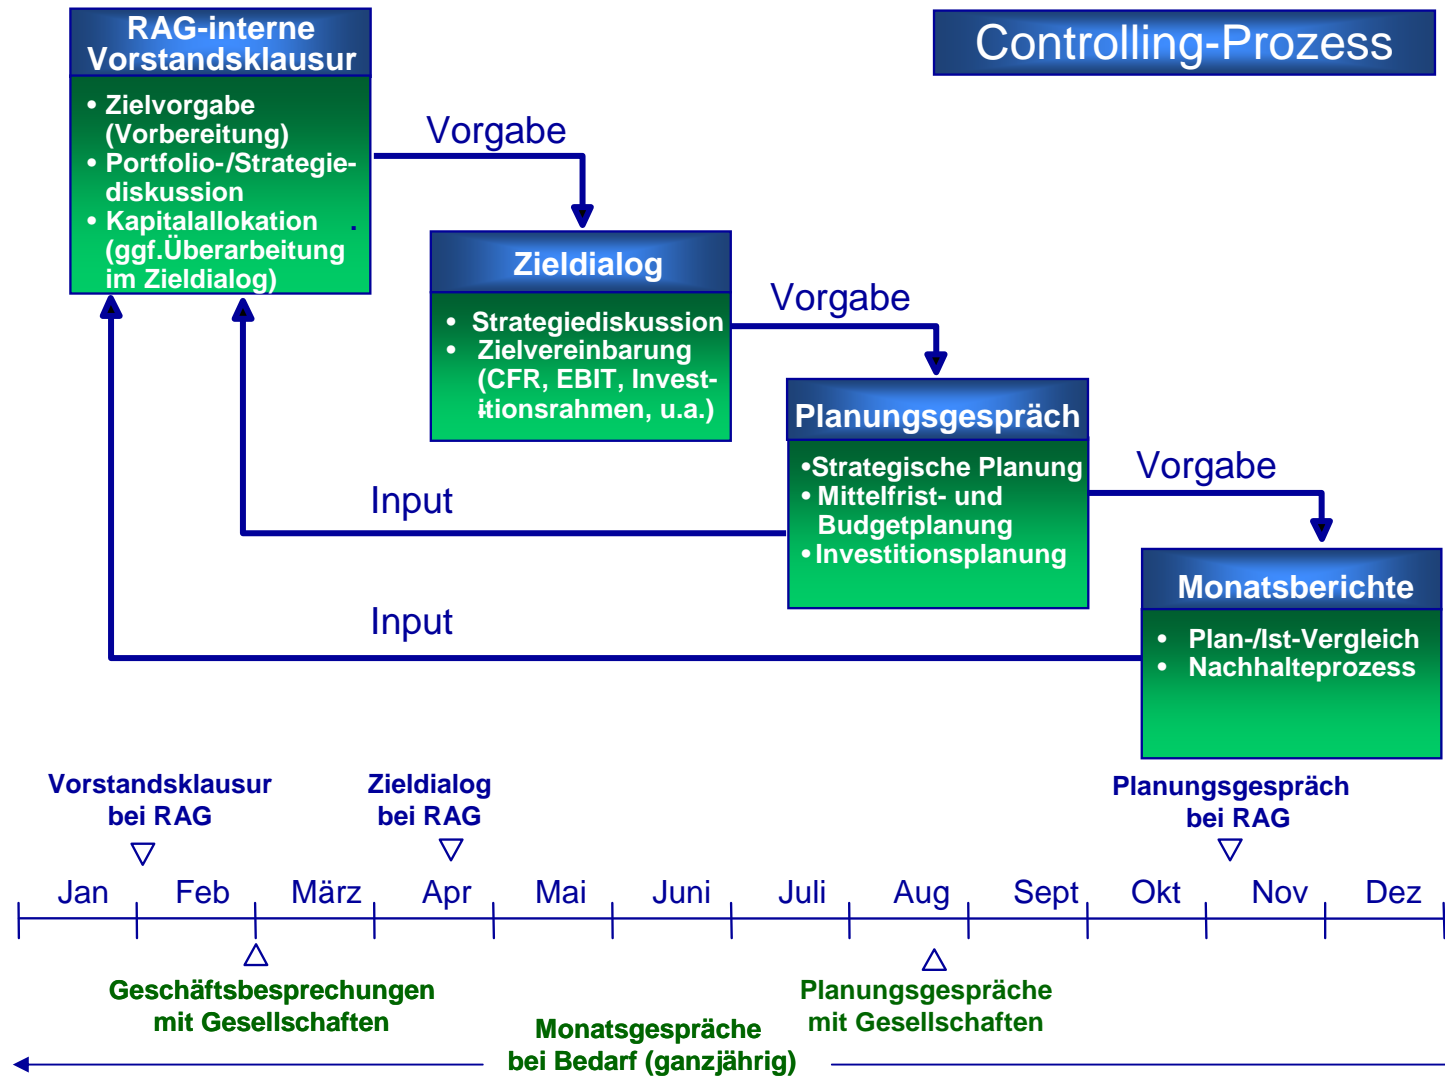 RAG-interne
Vorstandsklausur
• Zielvorgabe
(Vorbereitung)
• Portfolio-/Strategie-
diskussion
• Kapitalallokation .
(ggf.Überarbeitung
im Zieldialog)
Controlling-Prozess
Vorgabe
Zieldialog
• Strategiediskussion
• Zielvereinbarung
(CFR, EBIT, Invest-
itionsrahmen, u.a.)
Vorgabe
Planungsgespräch
•Strategische Planung
• Mittelfrist- und
Budgetplanung
• Investitionsplanung
Vorgabe
Monatsberichte
• Plan-/Ist-Vergleich
• Nachhalteprozess
Input
Input
Vorstandsklausur
bei RAG
Zieldialog
bei RAG
Planungsgespräch
bei RAG
Jan Feb März Apr Mai Juni Juli Aug Sept Okt Nov Dez
Geschäftsbesprechungen
mit Gesellschaften
Planungsgespräche
mit Gesellschaften
Monatsgespräche
bei Bedarf (ganzjährig)